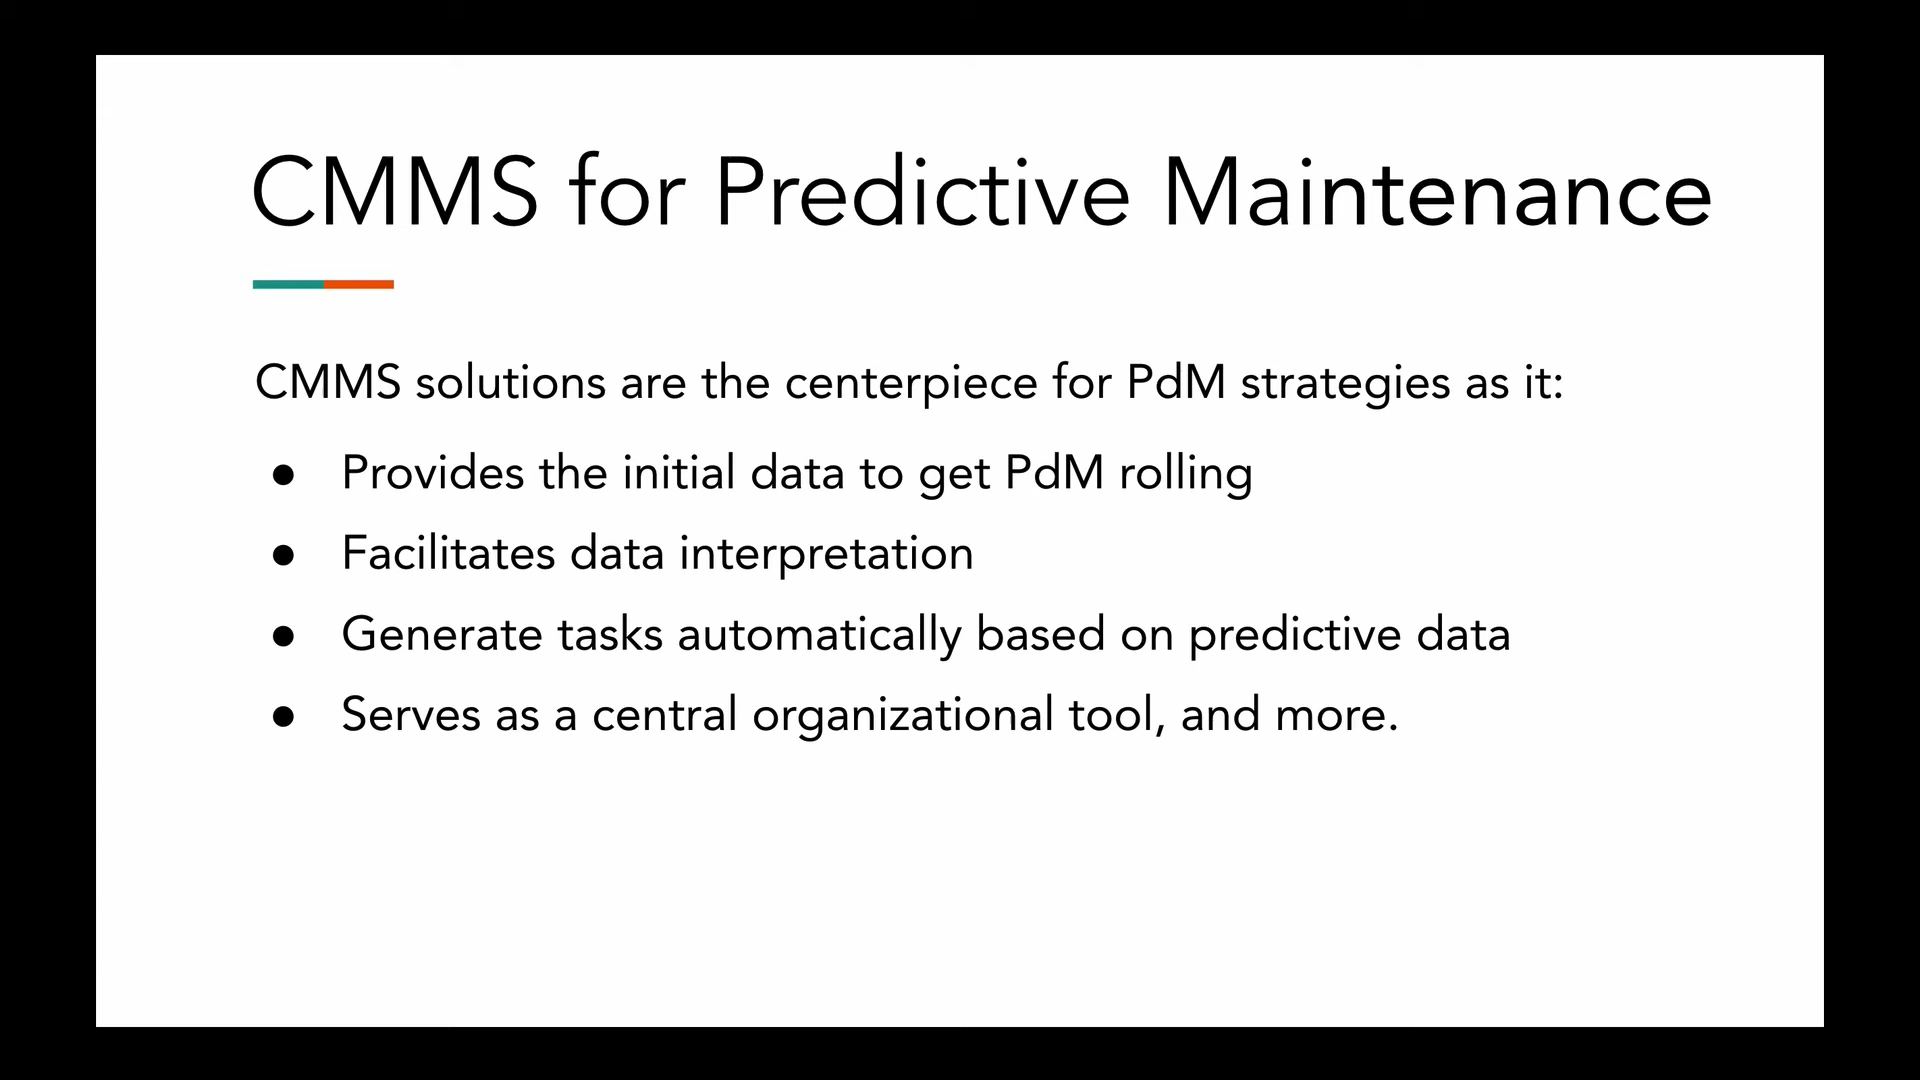 CMMS for Predictive Maintenance
CMMS solutions are the centerpiece for PdM strategies as it:
● Provides the initial data to get PdM rolling
● Facilitates data interpretation
● Generate tasks automatically based on predictive data
● Serves as a central organizational tool, and more.